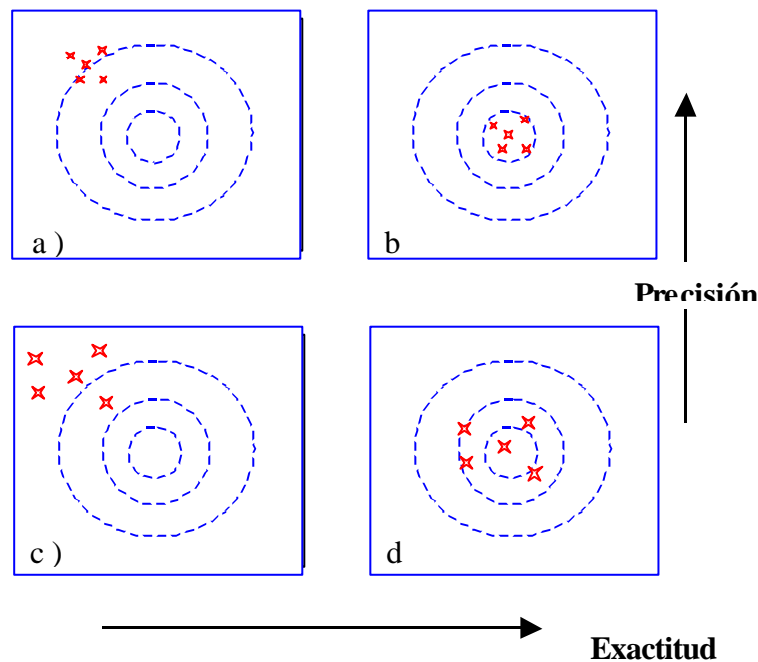 a )
b
Precisión
c )
d
Exactitud